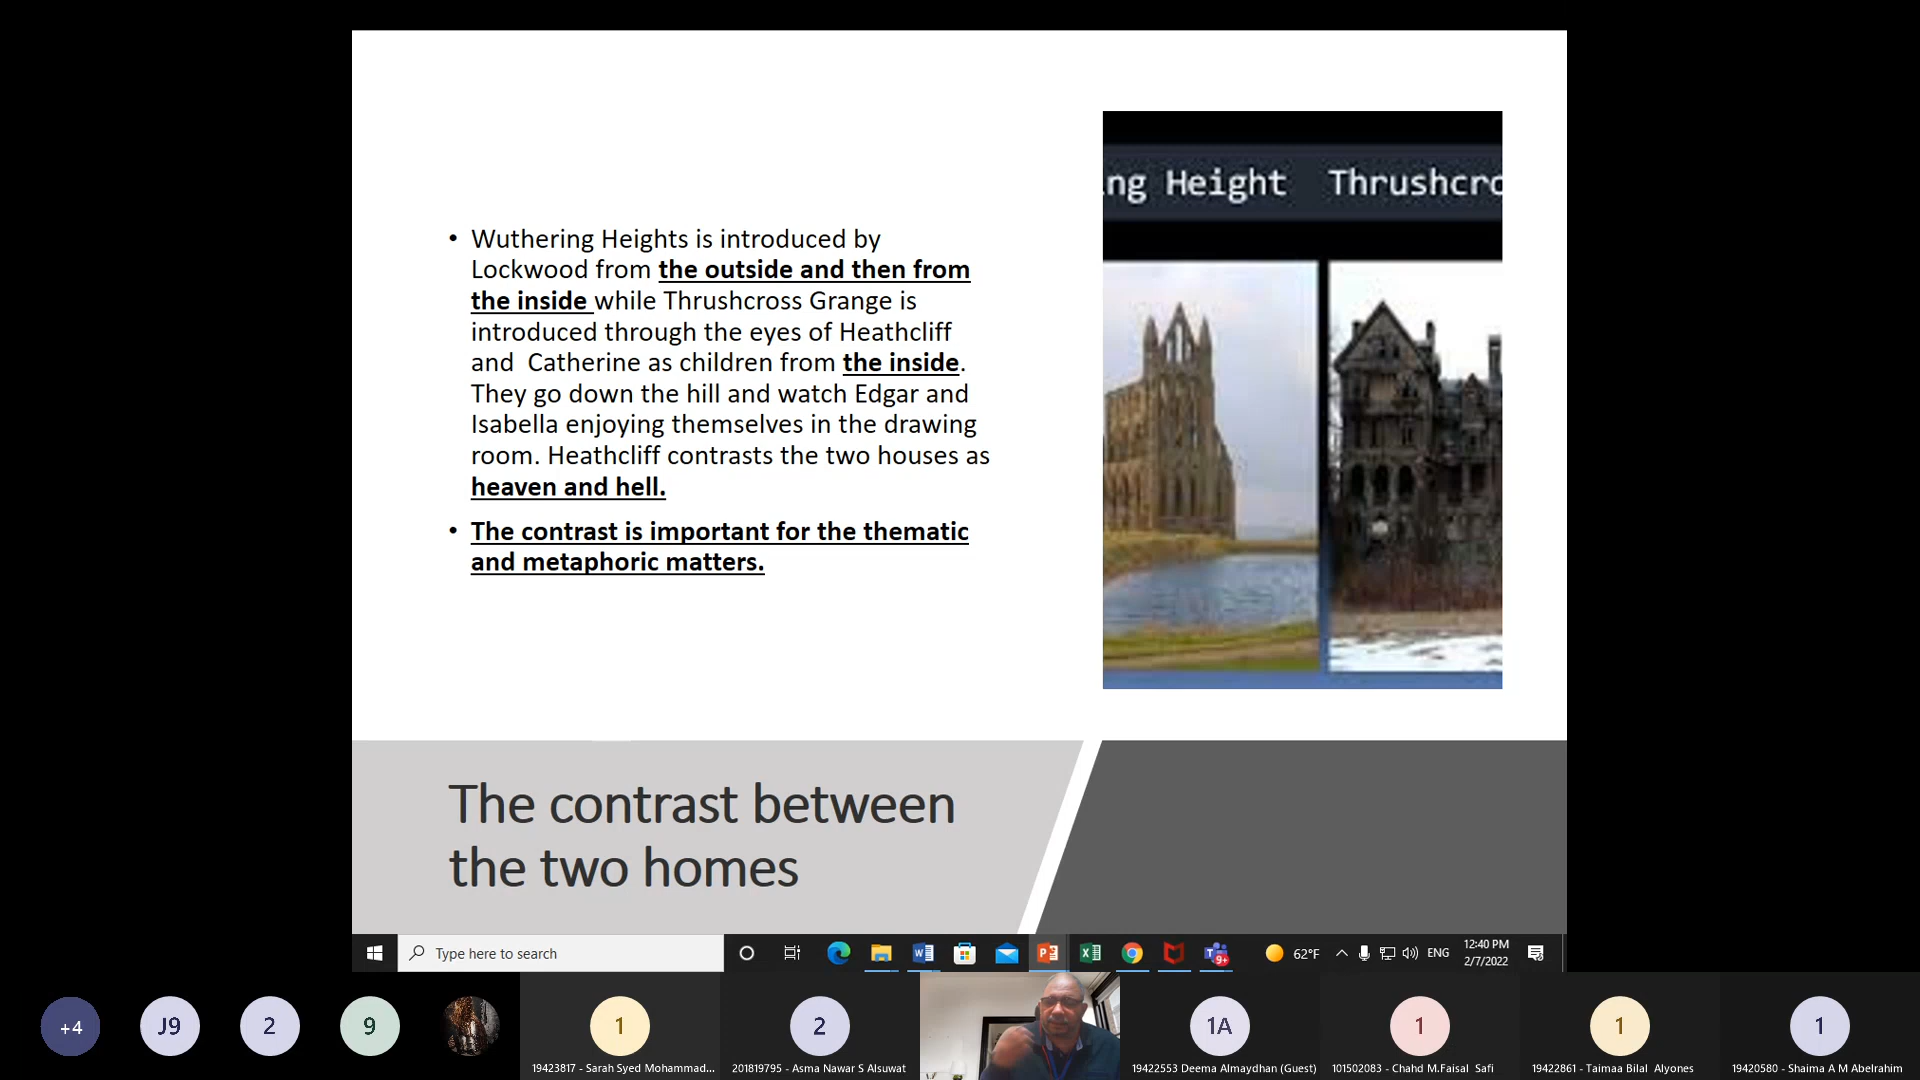 ng Height Thrushcro
• Wuthering Heights is introduced by
Lockwood from the outside and then from
the inside while Thrushcross Grange is
introduced through the eyes of Heathcliff
and Catherine as children from the inside.
They go down the hill and watch Edgar and
Isabella enjoying themselves in the drawing
room. Heathcliff contrasts the two houses as
heaven and hell.
• The contrast is important for the thematic
and metaphoric matters.
The contrast between
the two homes
Type here to search
9+
62°F
ENG
12:40 PM
2/7/2022
+4
J9
2
9
1
19423817 - Sarah Syed Mohammad...
2
201819795 - Asma Nawar S Alsuwat
1A
19422553 Deema Almaydhan (Guest)
1
101502083 - Chahd M.Faisal Safi
1
19422861 - Taimaa Bilal Alyones
1
19420580 - Shaima A M Abelrahim